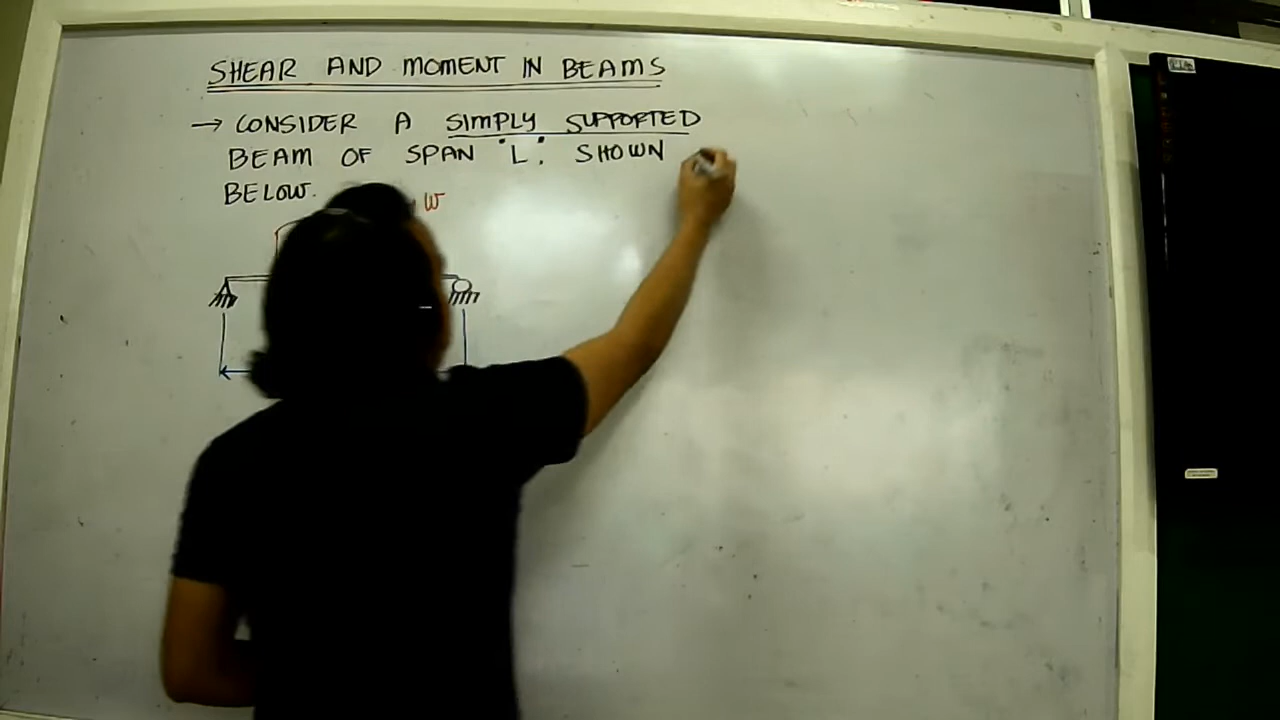 SHEAR AND MOMENT IN BEAMS
→ CONSIDER A SIMPLY SUPPORTED
BEAM OF SPAN "L". SHOWN
BELOW.
W